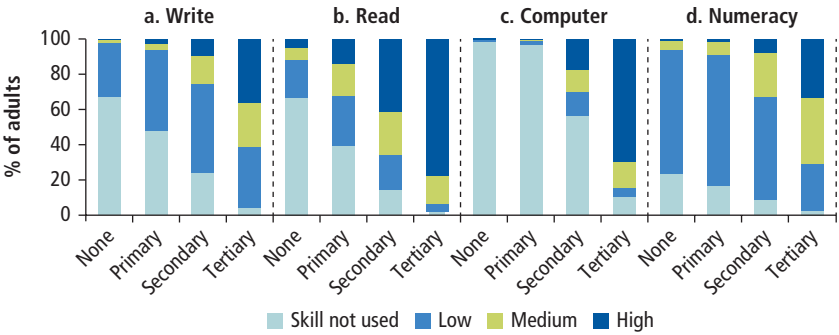 a. Write
b. Read
c. Computer
d. Numeracy
% of adults
100
80
60
40
20
0
None
Primary
Secondary
Tertiary
None
Primary
Secondary
Tertiary
None
Primary
Secondary
Tertiary
None
Primary
Secondary
Tertiary
Skill not used
Low
Medium
High